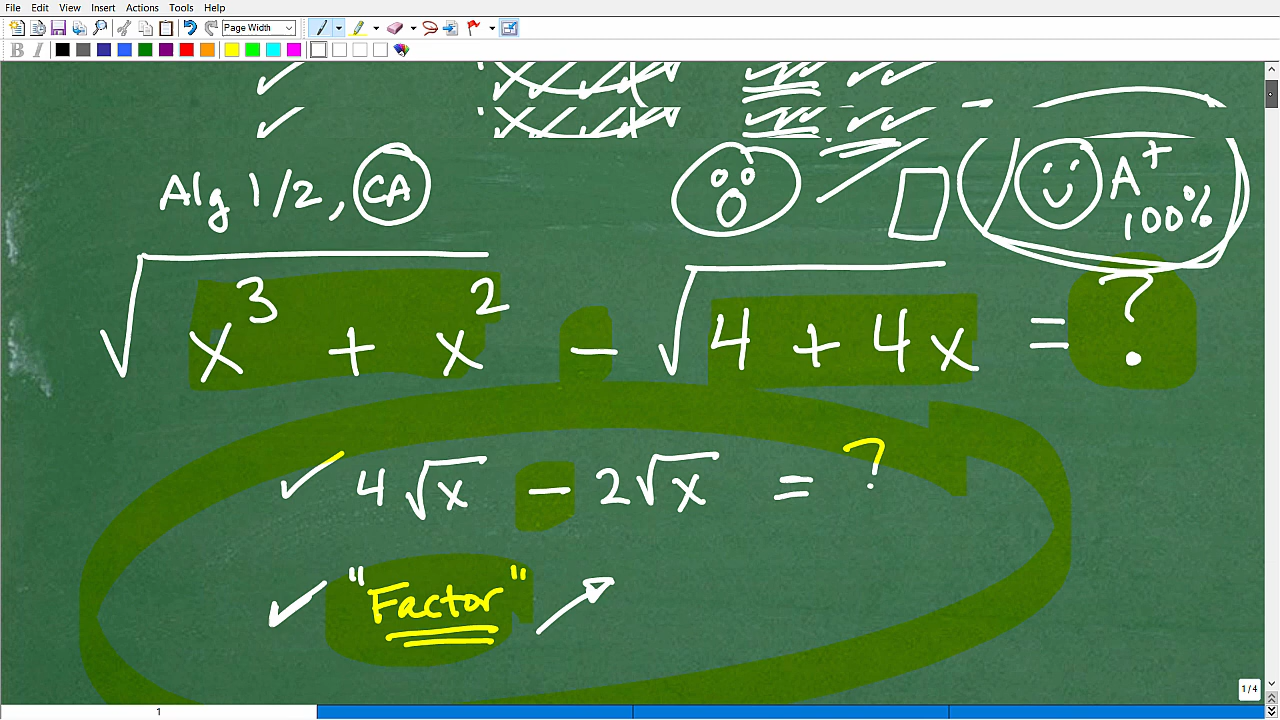 File Edit View Insert Actions Tools Help
Page Width
B I
Alg 1/2, CA
A+
100%
√(x³ + x²) - √(4 + 4x) = ?
4√x - 2√x = ?
"Factor"
1/4
1